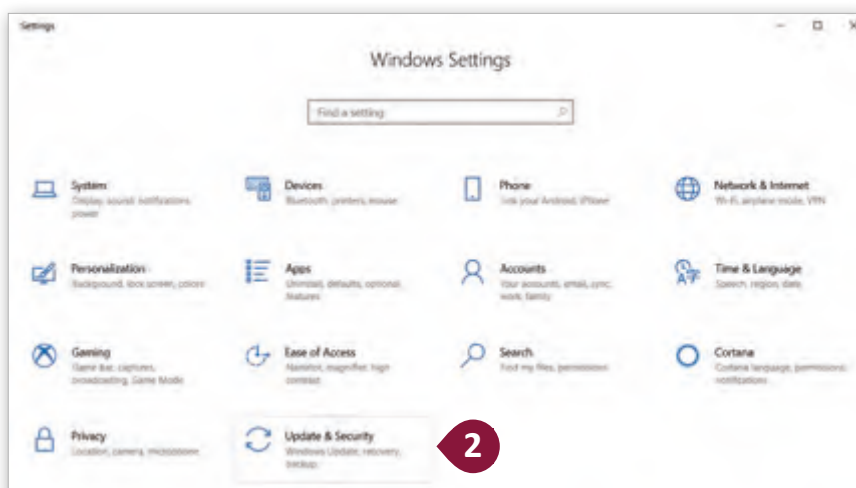 Settings
Windows Settings
Find a setting
System
Display, sound, notifications,
power
Devices
Bluetooth, printers, mouse
Phone
Link your Android, iPhone
Network & Internet
Wi-Fi, airplane mode, VPN
Personalization
Background, lock screen, colors
Apps
Uninstall, defaults, optional
features
Accounts
Your accounts, email, sync,
work, family
Time & Language
Speech, region, date
Gaming
Game bar, captures,
broadcasting, Game Mode
Ease of Access
Narrator, magnifier, high
contrast
Search
Find my files, permissions
Cortana
Cortana language, permissions,
notifications
Privacy
Location, camera, microphone
Update & Security
Windows Update, recovery,
backup
2